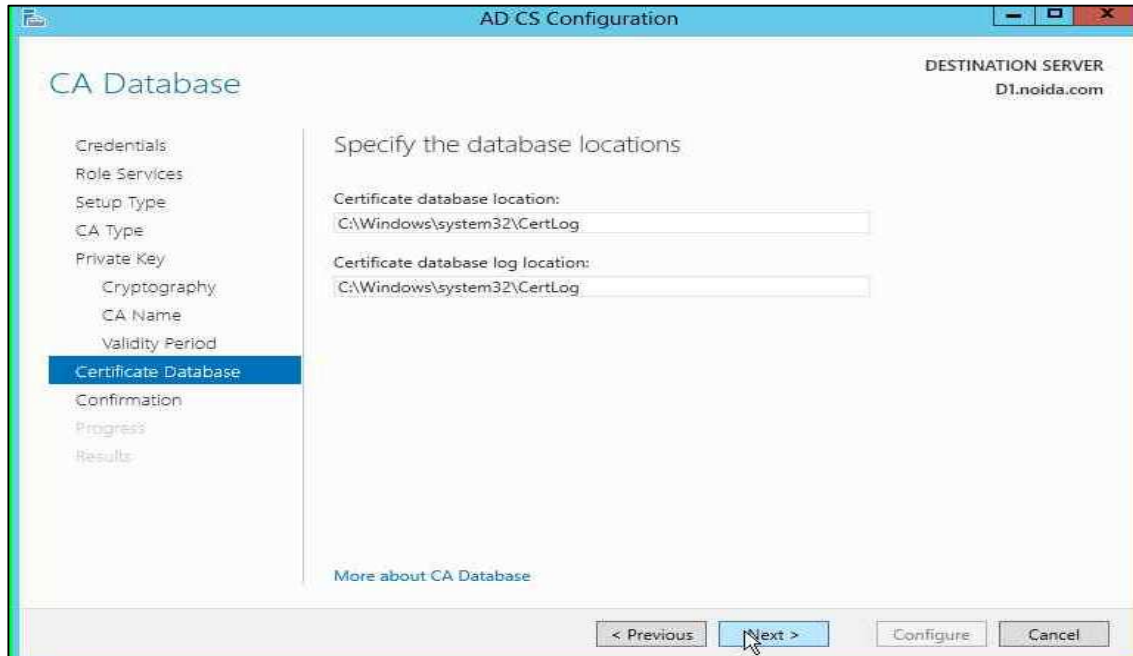 AD CS Configuration
CA Database
DESTINATION SERVER
D1.noida.com
Credentials
Role Services
Setup Type
CA Type
Private Key
Cryptography
CA Name
Validity Period
Certificate Database
Confirmation
Progress
Results
Specify the database locations
Certificate database location:
C:\Windows\system32\CertLog
Certificate database log location:
C:\Windows\system32\CertLog
More about CA Database
< Previous
Next >
Configure
Cancel